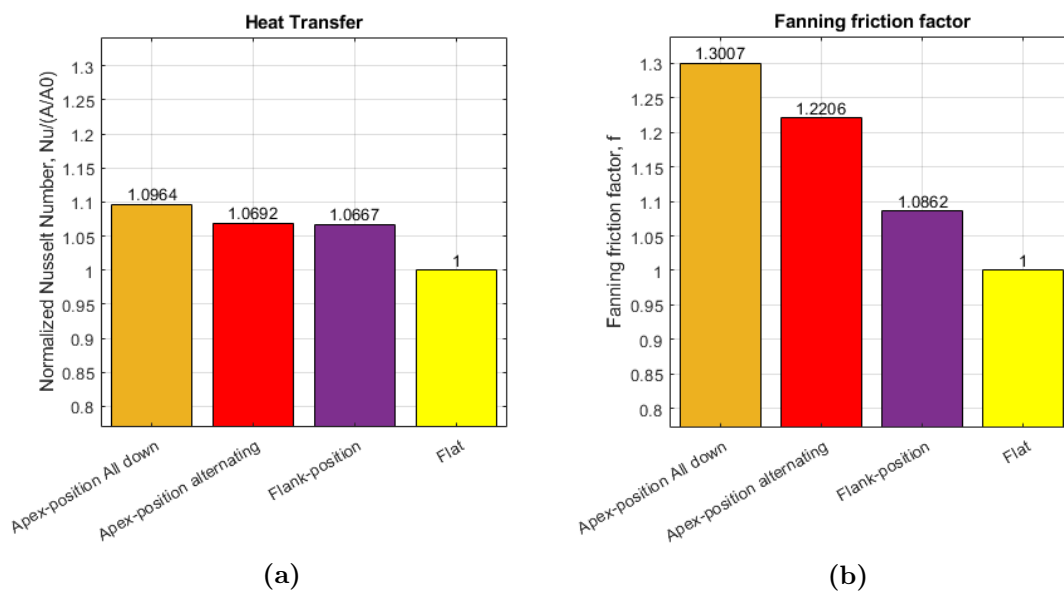 Heat Transfer
Normalized Nusselt Number, Nu/(A/A0)
1.3
1.25
1.2
1.15
1.1
1.05
1
0.95
0.9
0.85
0.8
1.0964
1.0692
1.0667
1
Apex-position All down
Apex-position alternating
Flank-position
Flat
(a)
Fanning friction factor
Fanning friction factor, f
1.3
1.25
1.2
1.15
1.1
1.05
1
0.95
0.9
0.85
0.8
1.3007
1.2206
1.0862
1
Apex-position All down
Apex-position alternating
Flank-position
Flat
(b)